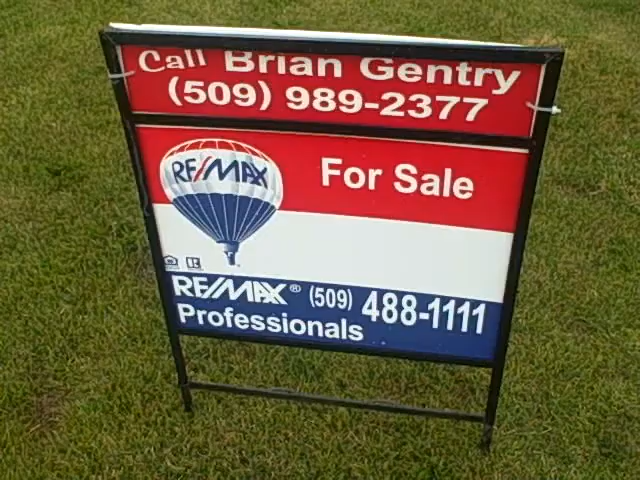 Call Brian Gentry
(509) 989-2377
RE/MAX
For Sale
RE/MAX® (509) 488-1111
Professionals